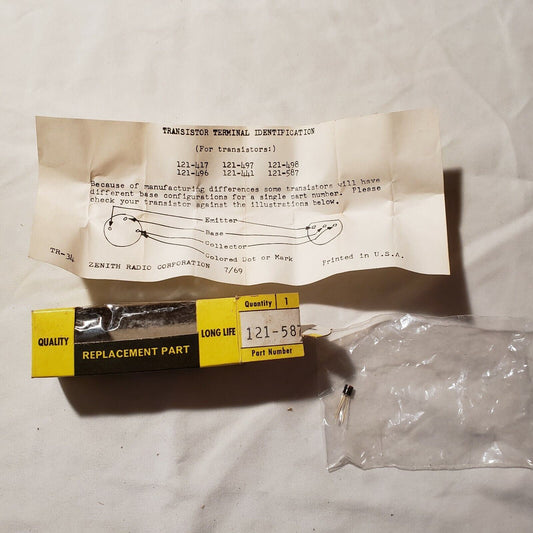 TRANSISTOR TERMINAL IDENTIFICATION
(For transistors:)
121-417 121-497 121-498
121-496 121-441 121-587
Because of manufacturing differences some transistors will have
different base configurations for a single part number. Please
check your transistor against the illustrations below.
Emitter
Base
Collector
Colored Dot or Mark
TR-3¼
ZENITH RADIO CORPORATION 7/69 Printed in U.S.A.
QUALITY
REPLACEMENT PART
LONG LIFE
Quantity 1
121-587
Part Number